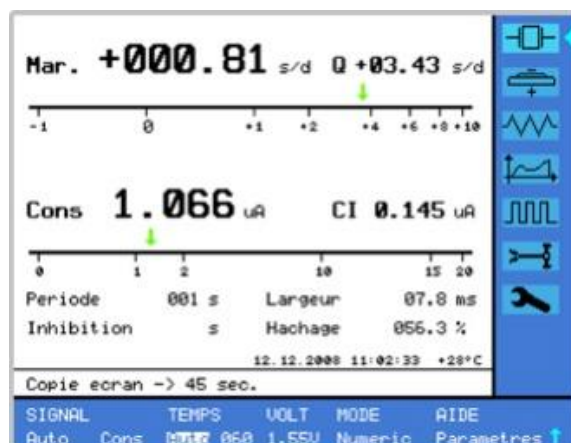 Mar. +000.81 s/d Q +03.43 s/d
-1 0 +1 +2 +4 +6 +8 +10
Cons 1.066 uA CI 0.145 uA
0 1 2 10 15 20
Periode 001 s Largeur 07.8 ms
Inhibition s Hachage 056.3 %
12.12.2008 11:02:33 +28°C
Copie ecran -> 45 sec.
SIGNAL TEMPS VOLT MODE AIDE
Auto Cons Auto 060 1.55V Numeric Parametres